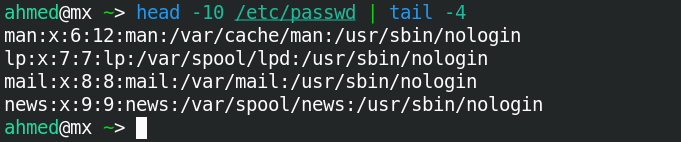 ahmed@mx ~> head -10 /etc/passwd | tail -4
man:x:6:12:man:/var/cache/man:/usr/sbin/nologin
lp:x:7:7:lp:/var/spool/lpd:/usr/sbin/nologin
mail:x:8:8:mail:/var/mail:/usr/sbin/nologin
news:x:9:9:news:/var/spool/news:/usr/sbin/nologin
ahmed@mx ~>